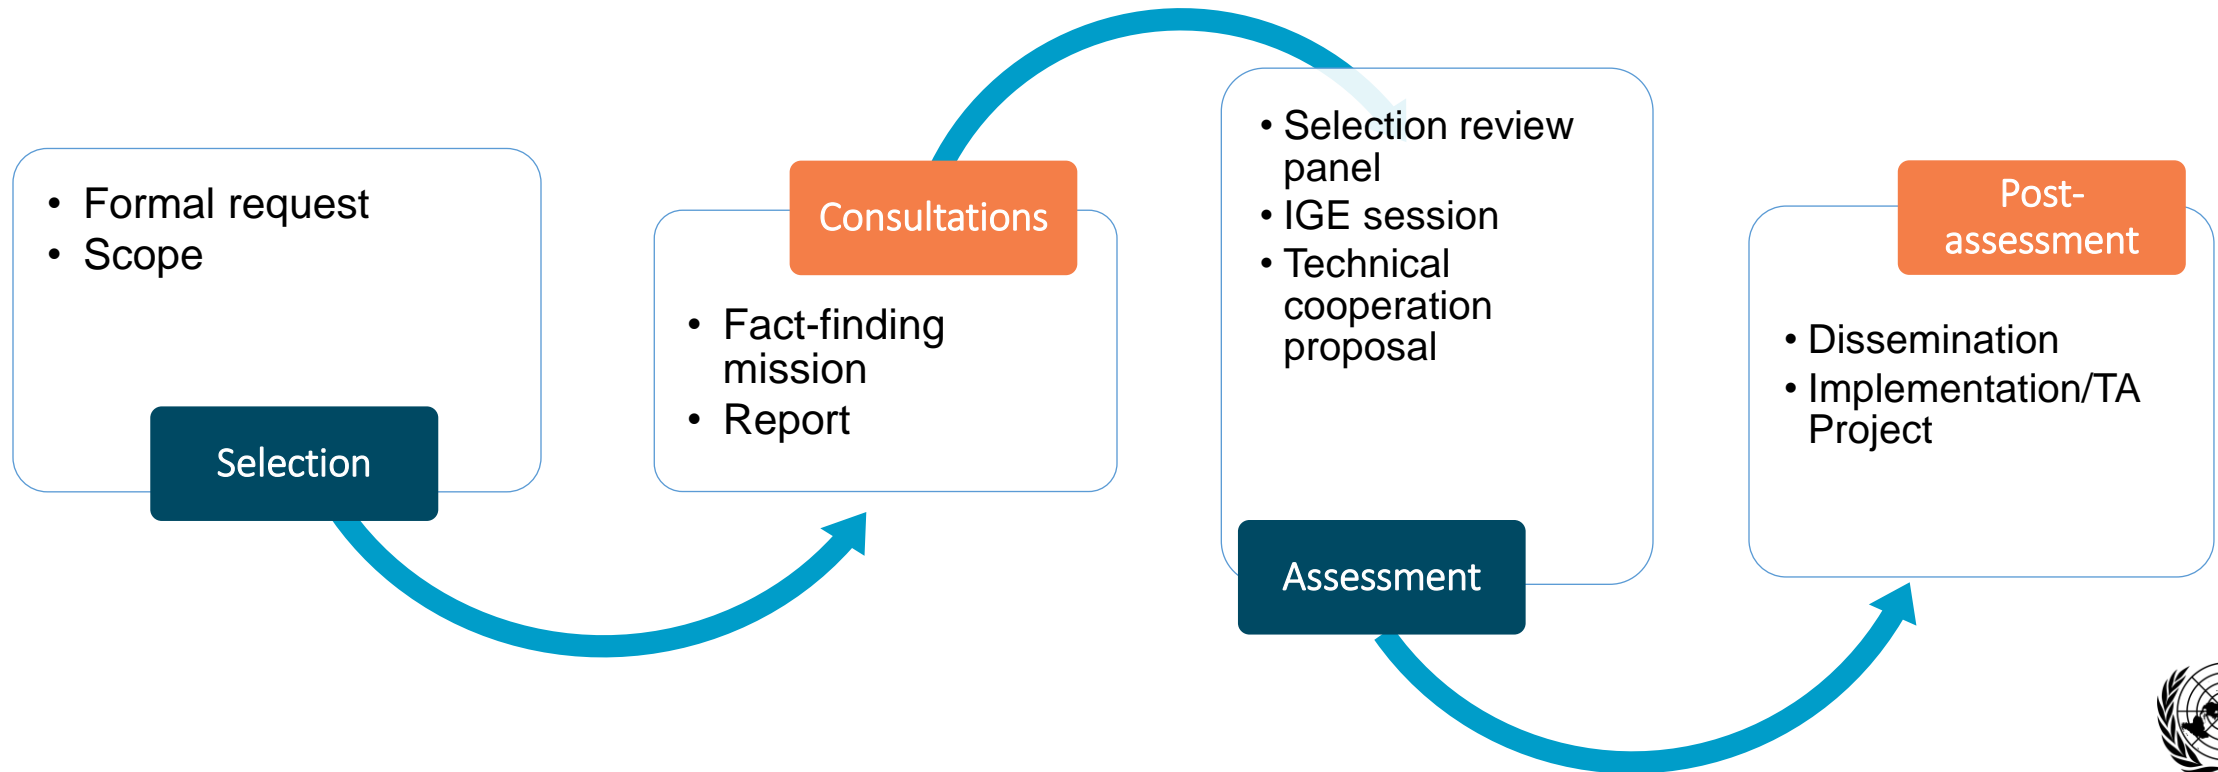 • Formal request
• Scope
Selection
Consultations
• Fact-finding
mission
• Report
• Selection review
panel
• IGE session
• Technical
cooperation
proposal
Assessment
Post-
assessment
• Dissemination
• Implementation/TA
Project